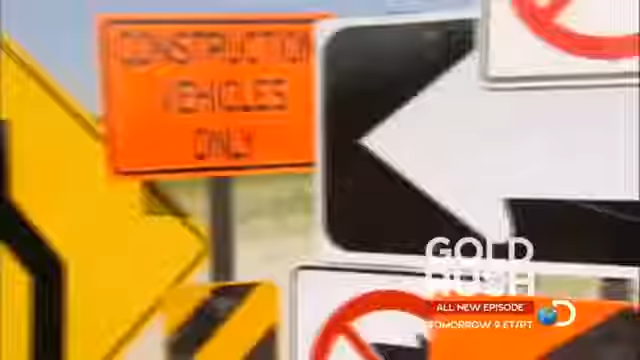 CONSTRUCTION
VEHICLES
ONLY
GOLD
RUSH
ALL NEW EPISODE
TOMORROW 9 ET/PT
D